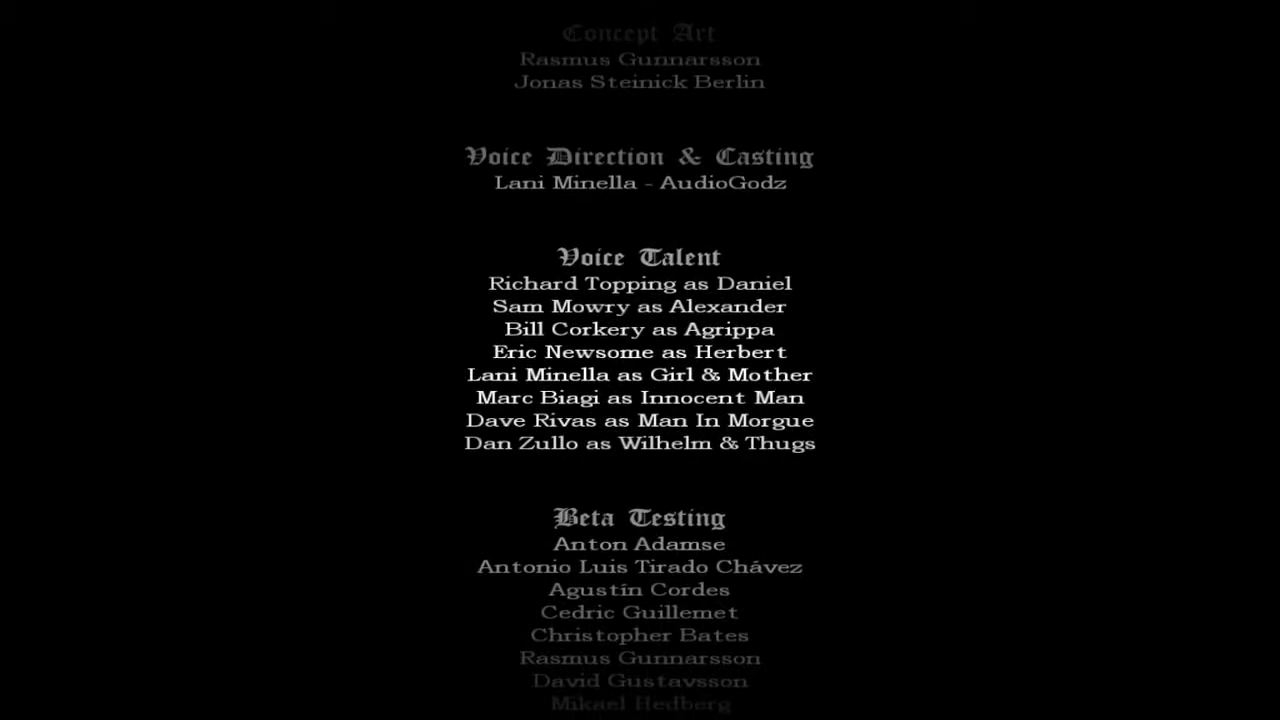 Concept Art
Rasmus Gunnarsson
Jonas Steinick Berlin
Voice Direction & Casting
Lani Minella - AudioGodz
Voice Talent
Richard Topping as Daniel
Sam Mowry as Alexander
Bill Corkery as Agrippa
Eric Newsome as Herbert
Lani Minella as Girl & Mother
Marc Biagi as Innocent Man
Dave Rivas as Man In Morgue
Dan Zullo as Wilhelm & Thugs
Beta Testing
Anton Adamse
Antonio Luis Tirado Chávez
Agustín Cordes
Cedric Guillemet
Christopher Bates
Rasmus Gunnarsson
David Gustavsson
Mikael Hedberg